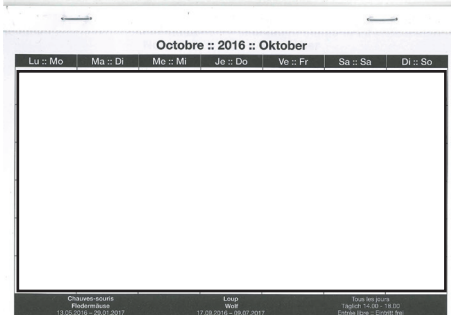 Octobre :: 2016 :: Oktober
Lu :: Mo Ma :: Di Me :: Mi Je :: Do Ve :: Fr Sa :: Sa Di :: So
Chauves-souris
Fledermäuse
13.05.2016 – 29.01.2017
Loup
Wolf
17.09.2016 – 09.07.2017
Tous les jours
Täglich 14.00 – 18.00
Entrée libre :: Eintritt frei